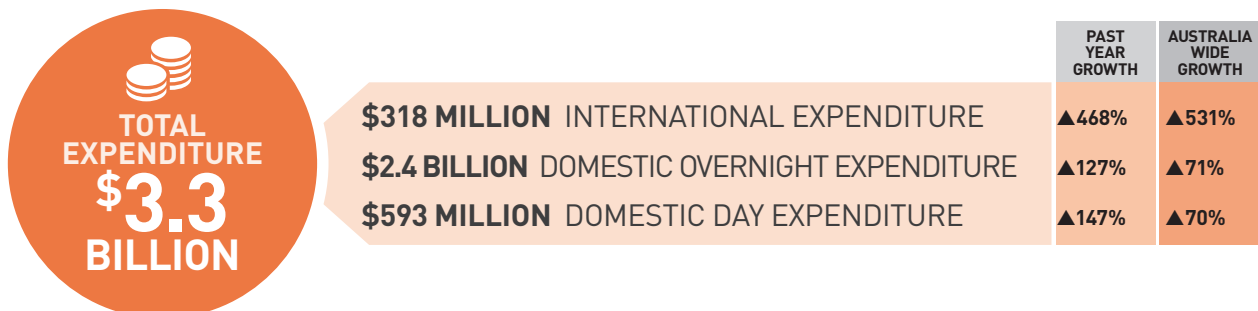 TOTAL
EXPENDITURE
$3.3
BILLION
PAST
YEAR
GROWTH
AUSTRALIA
WIDE
GROWTH
$318 MILLION INTERNATIONAL EXPENDITURE ▲468% ▲531%
$2.4 BILLION DOMESTIC OVERNIGHT EXPENDITURE ▲127% ▲71%
$593 MILLION DOMESTIC DAY EXPENDITURE ▲147% ▲70%